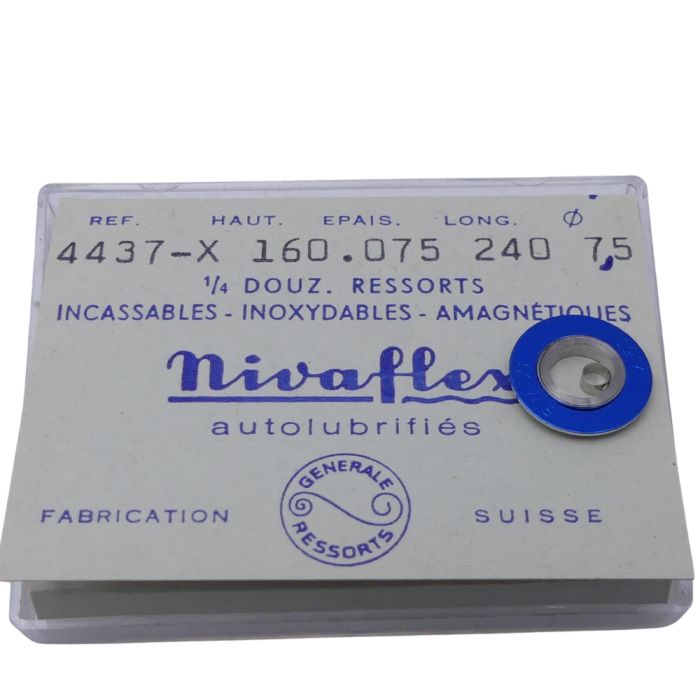 REF. HAUT. EPAIS. LONG. Ø
4437-X 160.075 240 7,5
1/4 DOUZ. RESSORTS
INCASSABLES - INOXYDABLES - AMAGNÉTIQUES
Nivaflex
autolubrifiés
GENERALE
RESSORTS
FABRICATION SUISSE